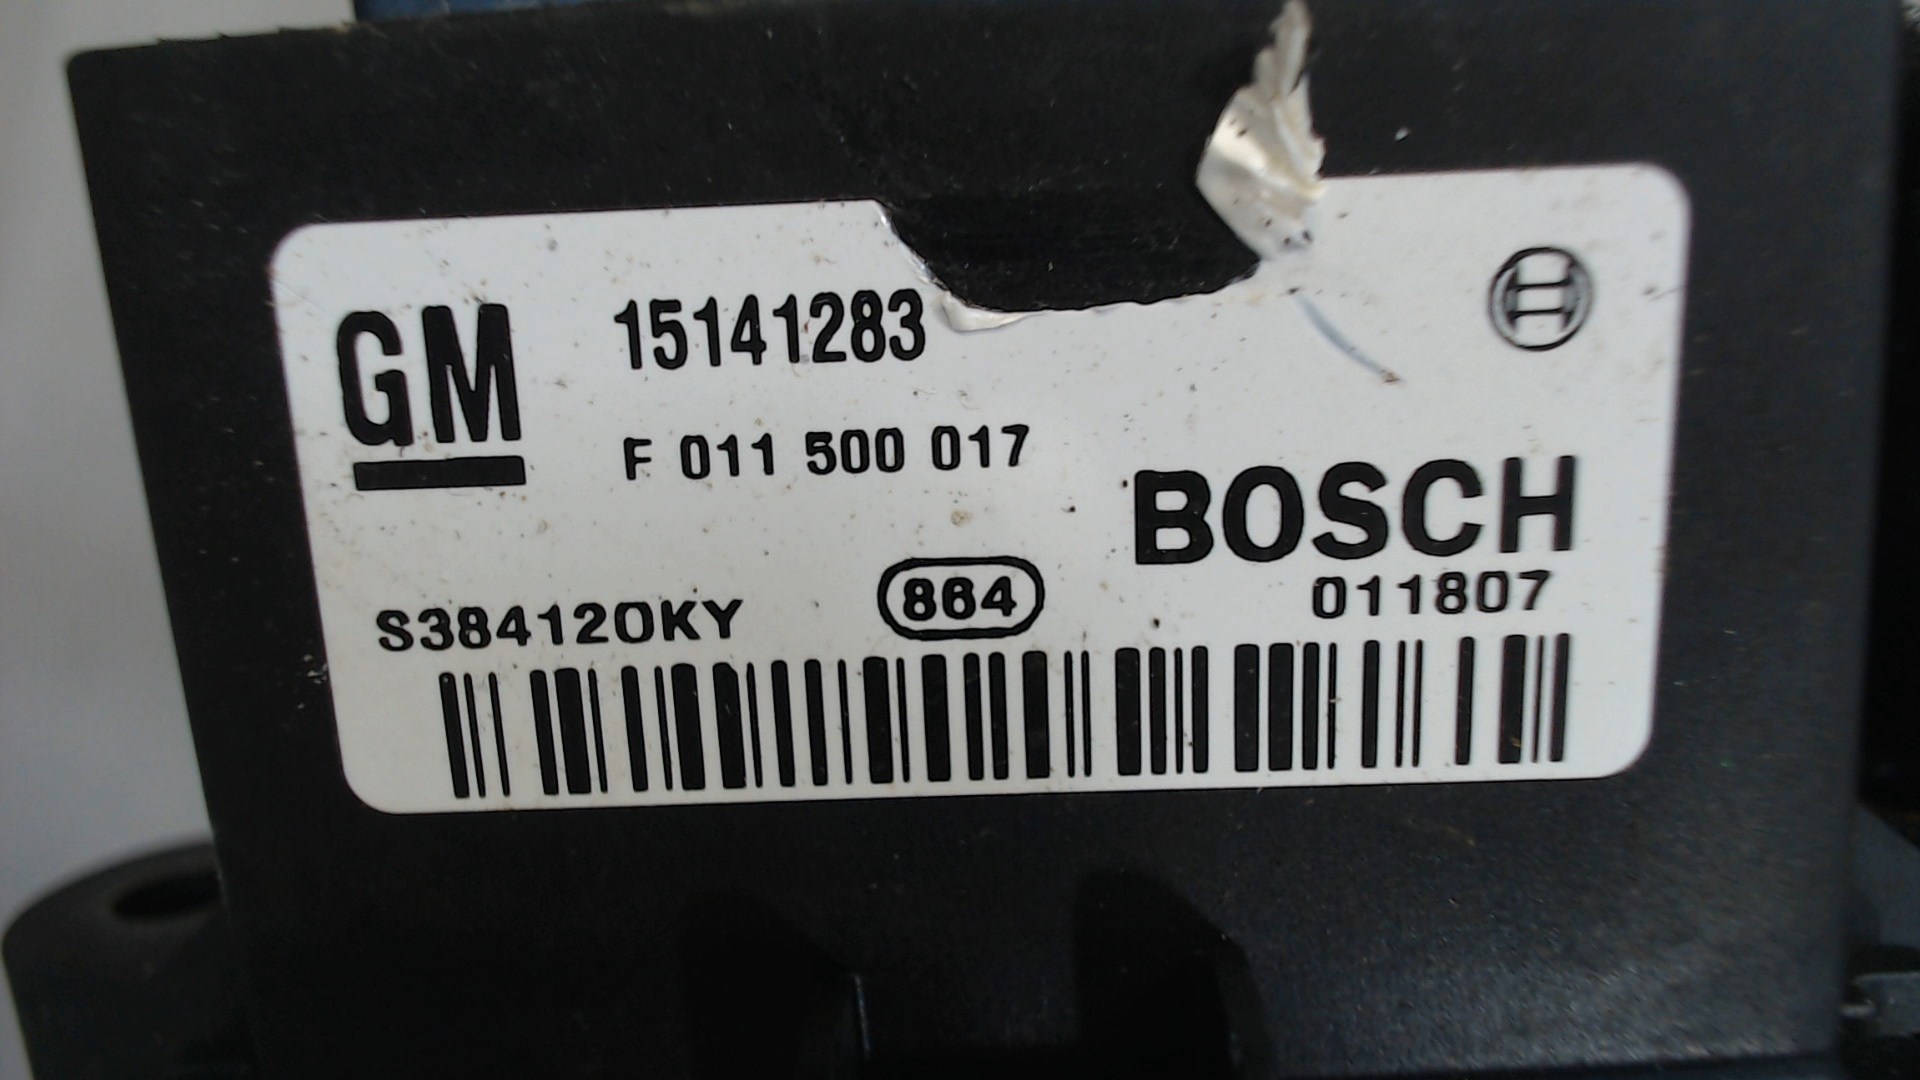 GM 15141283
F 011 500 017
BOSCH
S384120KY 864 011807